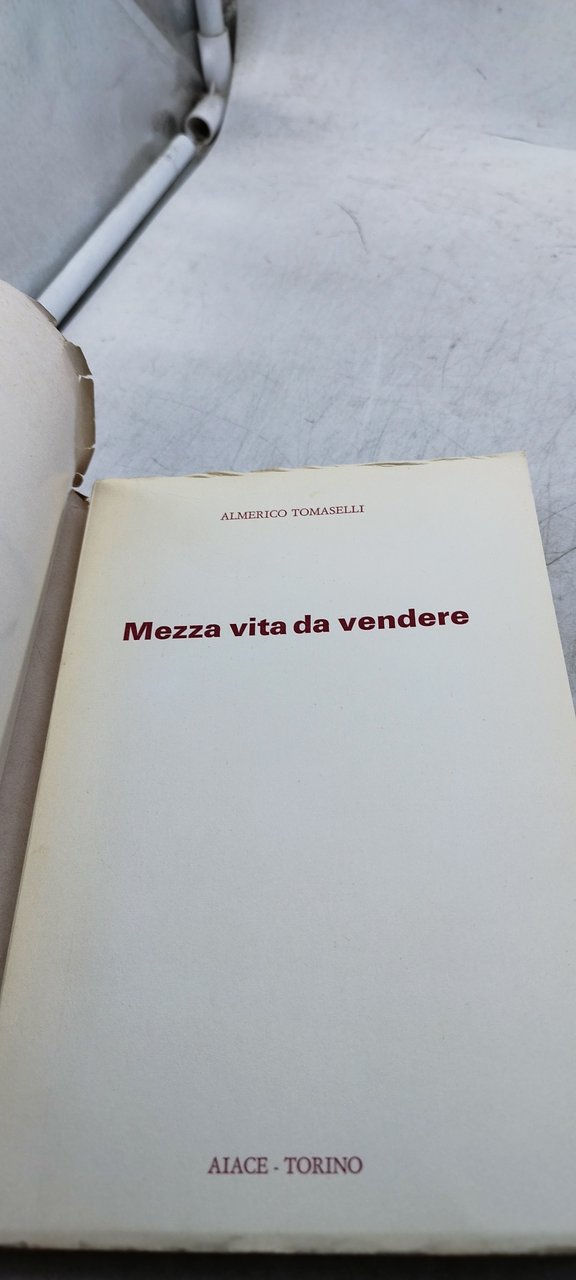 ALMERICO TOMASELLI
Mezza vita da vendere
AIACE - TORINO